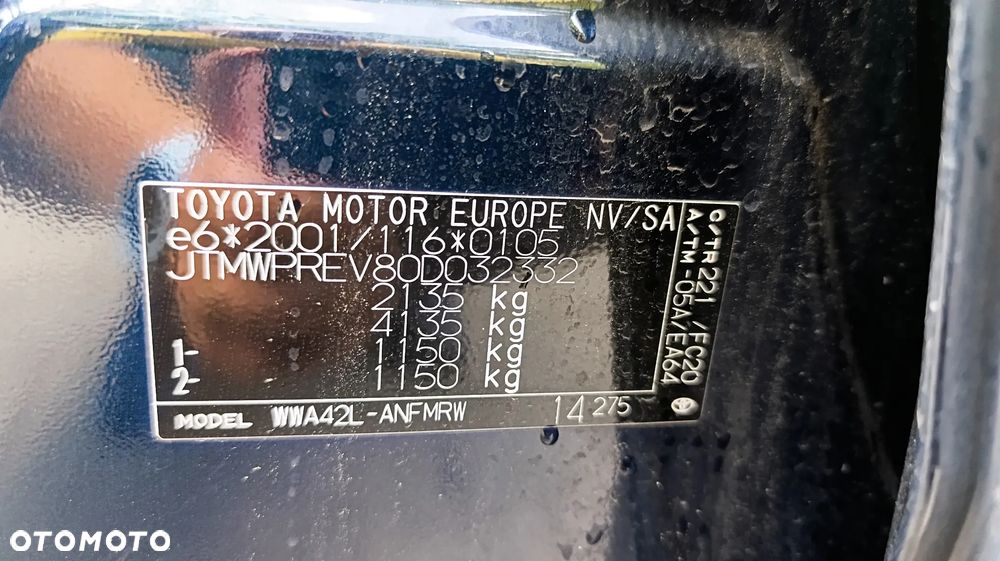 TOYOTA MOTOR EUROPE NV/SA
e6*2001/116*0105
JTMWPREV80D032332
2135 kg
4135 kg
1- 1150 kg
2- 1150 kg
C/TR 221 /FC20
A/TM -05A/EA64
MODEL WWA42L-ANFMRW 14 275
OTOMOTO